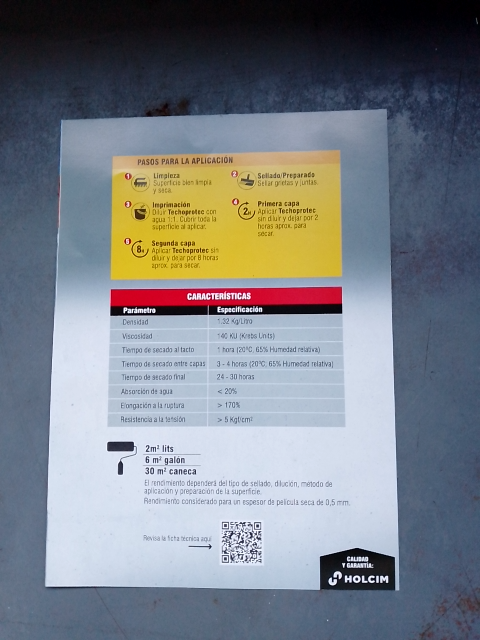 PASOS PARA LA APLICACIÓN
1 Limpieza
Superficie bien limpia
y seca.
2 Sellado/Preparado
Sellar grietas y juntas.
3 Imprimación
Diluir Techoprotec con
agua 1:1. Cubrir toda la
superficie al aplicar.
4 2H Primera capa
Aplicar Techoprotec
sin diluir y dejar por 2
horas aprox. para
secar.
5 8H Segunda capa
Aplicar Techoprotec sin
diluir y dejar por 8 horas
aprox. para secar.
CARACTERÍSTICAS
Parámetro Especificación
Densidad 1.32 Kg/Litro
Viscosidad 140 KU (Krebs Units)
Tiempo de secado al tacto 1 hora (20°C; 65% Humedad relativa)
Tiempo de secado entre capas 3 - 4 horas (20°C; 65% Humedad relativa)
Tiempo de secado final 24 - 30 horas
Absorción de agua < 20%
Elongación a la ruptura > 170%
Resistencia a la tensión > 5 Kgf/cm²
2m² lits
6 m² galón
30 m² caneca
El rendimiento dependerá del tipo de sellado, dilución, método de
aplicación y preparación de la superficie.
Rendimiento considerado para un espesor de película seca de 0,5 mm.
Revisa la ficha técnica aquí
CALIDAD
Y GARANTÍA:
HOLCIM